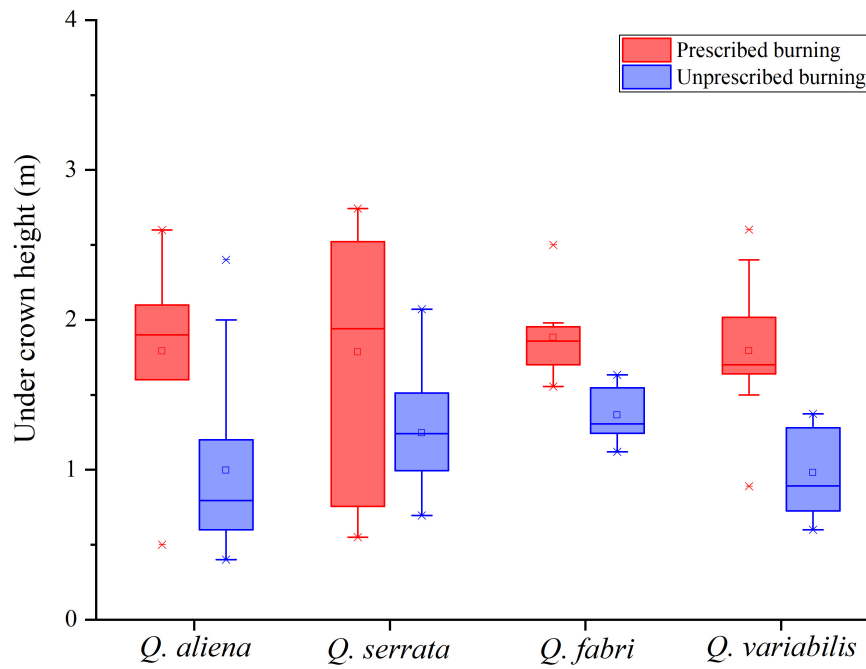 Under crown height (m)
4
3
2
1
0
Prescribed burning
Unprescribed burning
Q. aliena
Q. serrata
Q. fabri
Q. variabilis